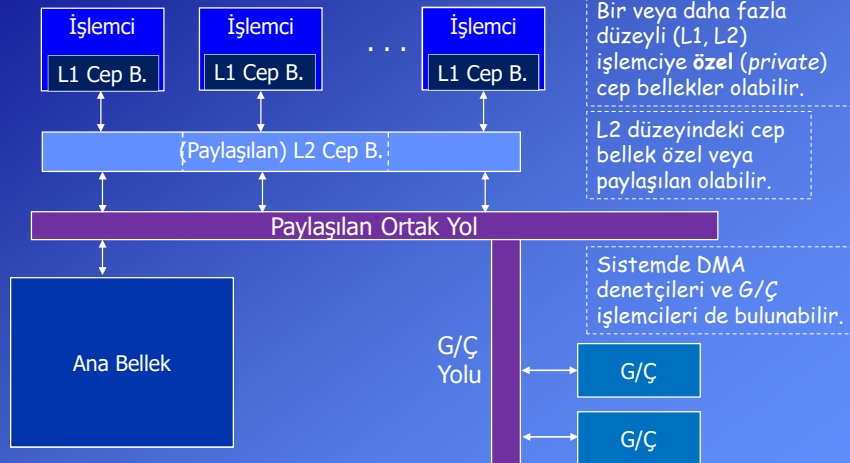 İşlemci
L1 Cep B.
İşlemci
L1 Cep B.
. . .
İşlemci
L1 Cep B.
Bir veya daha fazla
düzeyli (L1, L2)
işlemciye özel (private)
cep bellekler olabilir.
(Paylaşılan) L2 Cep B.
L2 düzeyindeki cep
bellek özel veya
paylaşılan olabilir.
Paylaşılan Ortak Yol
Sistemde DMA
denetçileri ve G/Ç
işlemcileri de bulunabilir.
Ana Bellek
G/Ç
Yolu
G/Ç
G/Ç